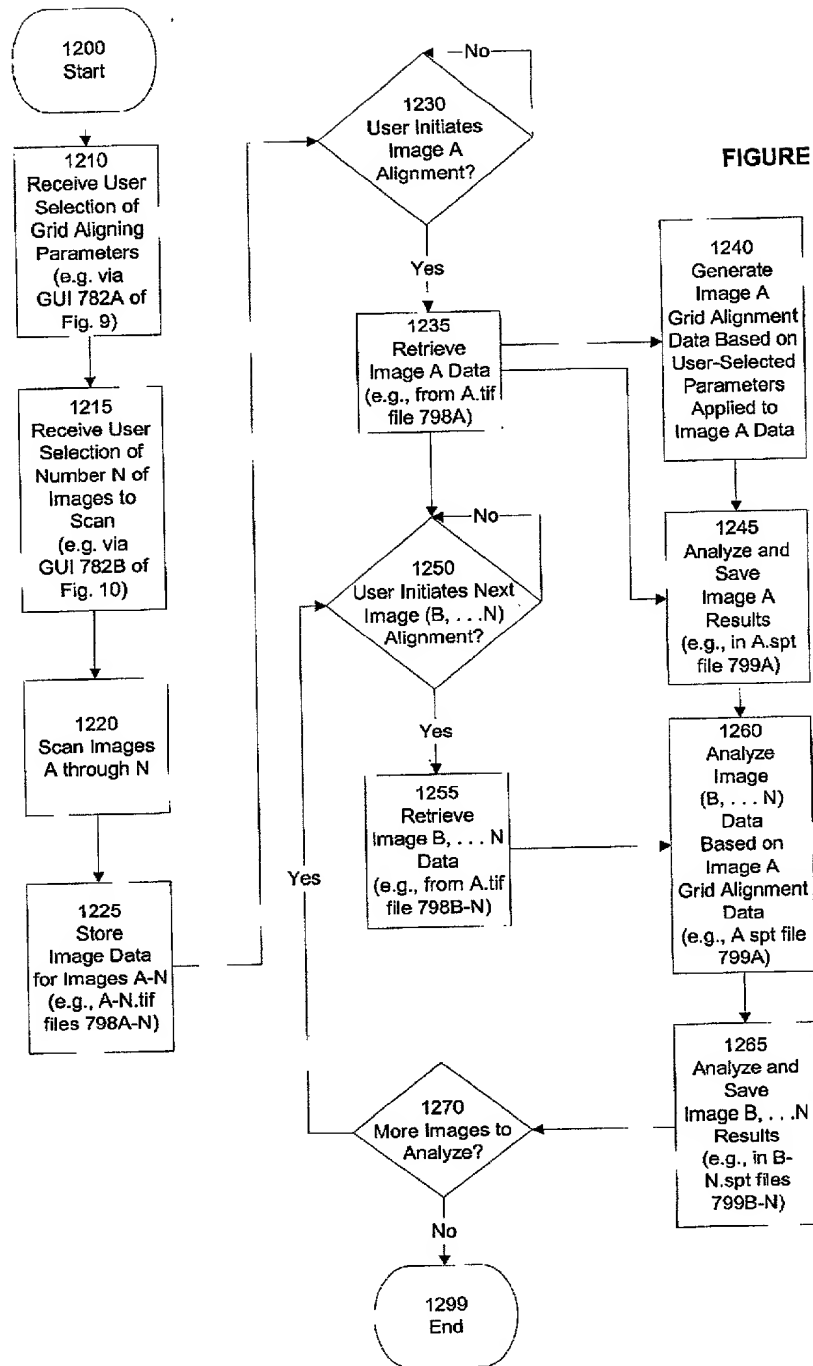 1200
Start
1210
Receive User
Selection of
Grid Aligning
Parameters
(e.g. via
GUI 782A of
Fig. 9)
1215
Receive User
Selection of
Number N of
Images to
Scan
(e.g. via
GUI 782B of
Fig. 10)
1220
Scan Images
A through N
1225
Store
Image Data
for Images A-N
(e.g., A-N.tif
files 798A-N)
No
1230
User Initiates
Image A
Alignment?
Yes
1235
Retrieve
Image A Data
(e.g., from A.tif
file 798A)
No
1250
User Initiates Next
Image (B, . . .N)
Alignment?
Yes
1255
Retrieve
Image B, . . . N
Data
(e.g., from A.tif
file 798B-N)
Yes
1270
More Images to
Analyze?
No
1299
End
FIGURE
1240
Generate
Image A
Grid Alignment
Data Based on
User-Selected
Parameters
Applied to
Image A Data
1245
Analyze and
Save
Image A
Results
(e.g., in A.spt
file 799A)
1260
Analyze
Image
(B, . . . N)
Data
Based on
Image A
Grid Alignment
Data
(e.g., A spt file
799A)
1265
Analyze and
Save
Image B, . . .N
Results
(e.g., in B-
N.spt files
799B-N)